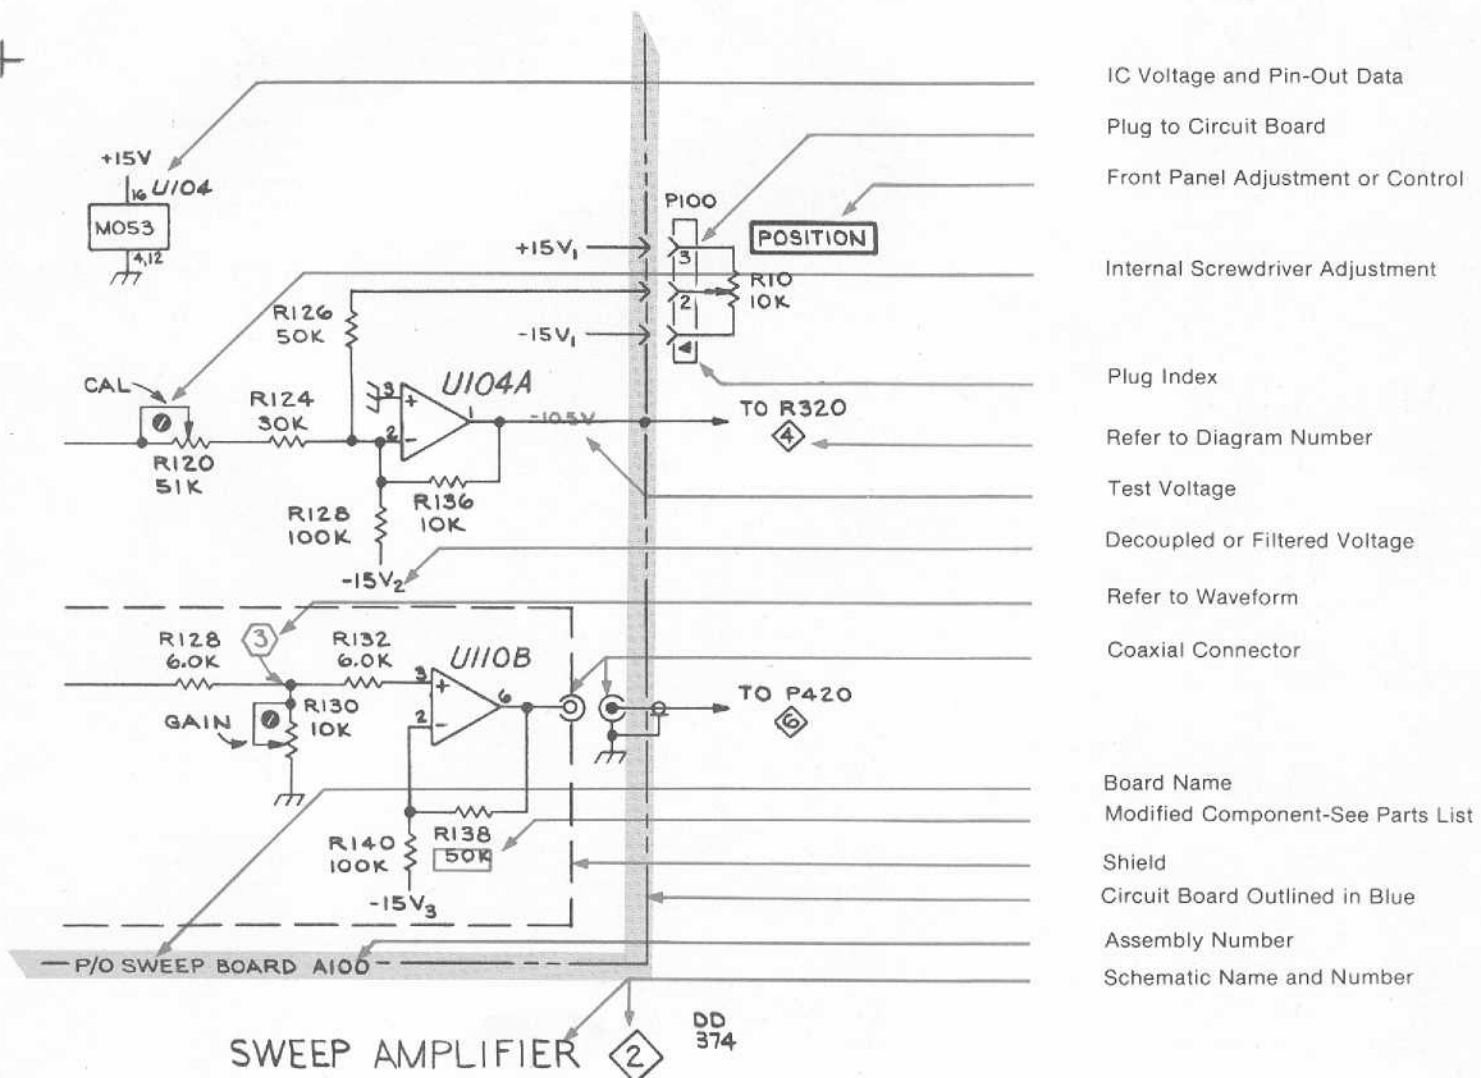 IC Voltage and Pin-Out Data
Plug to Circuit Board
+15V
16 U104
M053
4,12
Front Panel Adjustment or Control
P100
POSITION
+15V1
3
R10
10K
2
-15V1
Internal Screwdriver Adjustment
R126
50K
CAL
R124
30K
3
+
U104A
1
2
-
-10.5V
TO R320
4
Plug Index
Refer to Diagram Number
R120
51K
R136
10K
R128
100K
-15V2
Test Voltage
Decoupled or Filtered Voltage
Refer to Waveform
Coaxial Connector
R128
6.0K
3
R132
6.0K
U110B
3
+
6
2
-
GAIN
R130
10K
TO P420
6
R138
50K
R140
100K
-15V3
Board Name
Modified Component-See Parts List
Shield
Circuit Board Outlined in Blue
Assembly Number
Schematic Name and Number
P/O SWEEP BOARD A100
SWEEP AMPLIFIER 2
DD
374